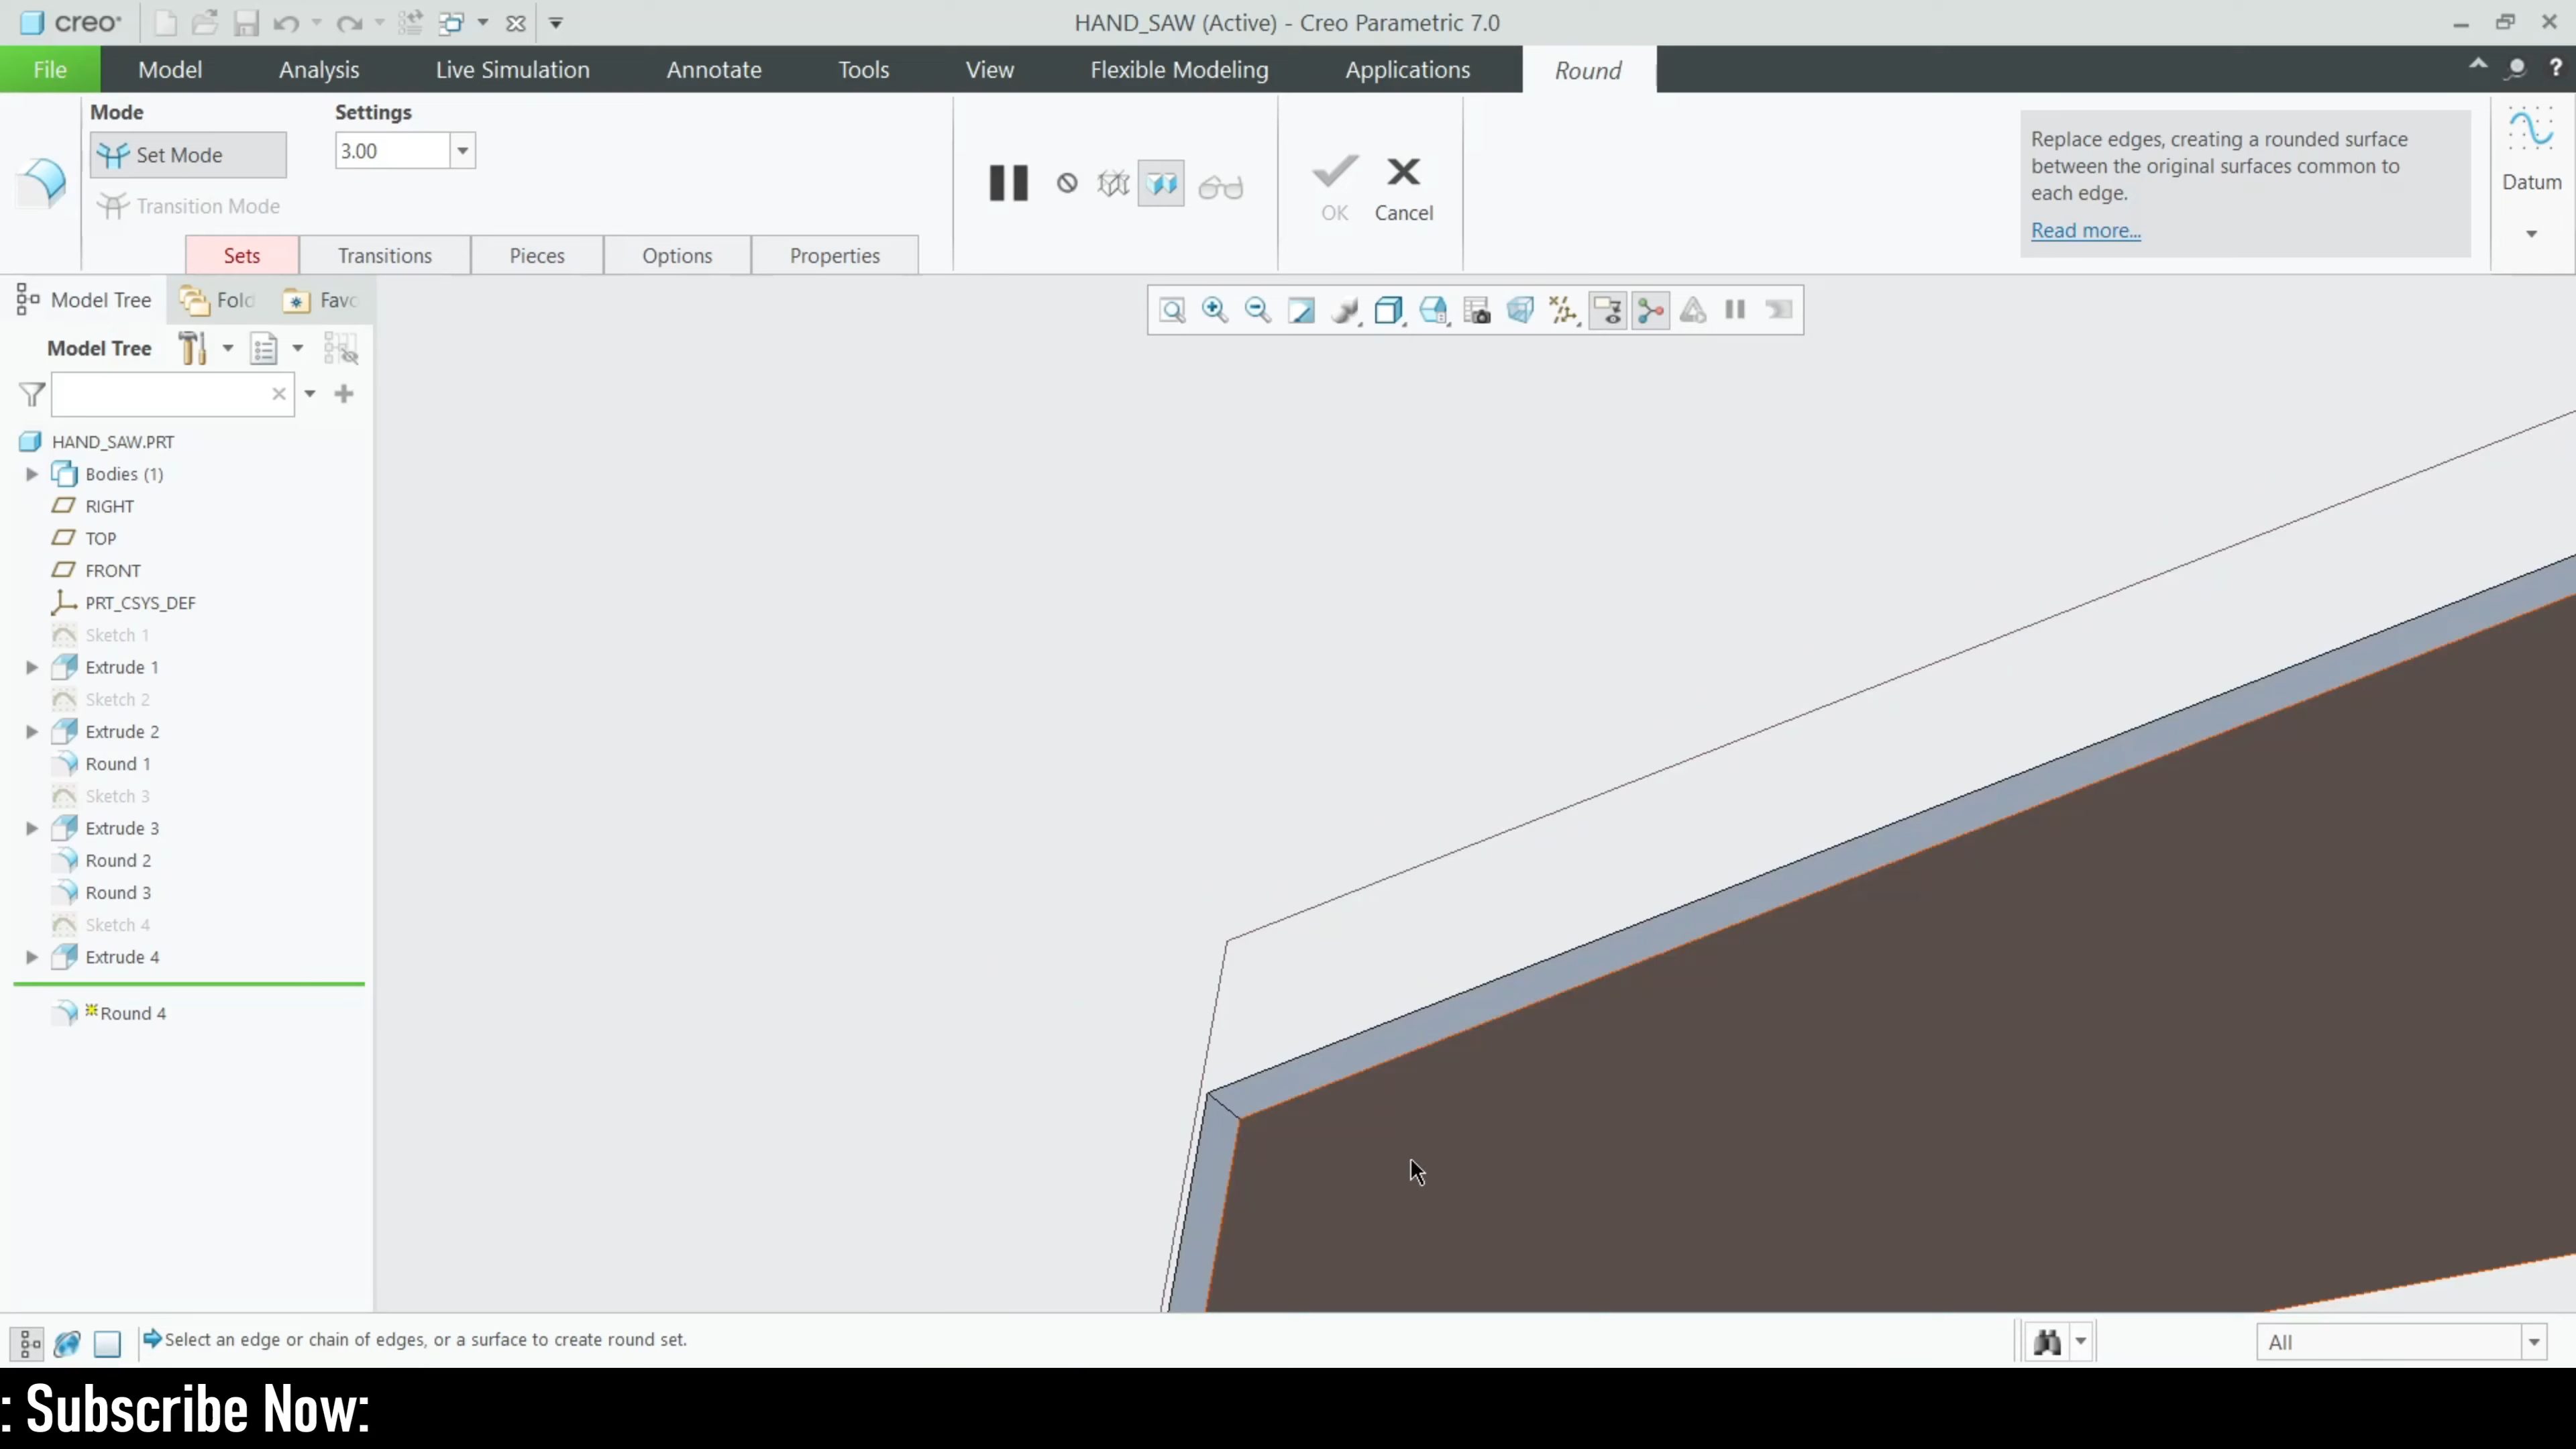 creo
HAND_SAW (Active) - Creo Parametric 7.0
File Model Analysis Live Simulation Annotate Tools View Flexible Modeling Applications Round
Mode
Settings
Set Mode
3.00
Transition Mode
OK
Cancel
Replace edges, creating a rounded surface
between the original surfaces common to
each edge.
Read more...
Datum
Sets Transitions Pieces Options Properties
Model Tree Fold Favo
Model Tree
HAND_SAW.PRT
Bodies (1)
RIGHT
TOP
FRONT
PRT_CSYS_DEF
Sketch 1
Extrude 1
Sketch 2
Extrude 2
Round 1
Sketch 3
Extrude 3
Round 2
Round 3
Sketch 4
Extrude 4
Round 4
Select an edge or chain of edges, or a surface to create round set.
All
: Subscribe Now: